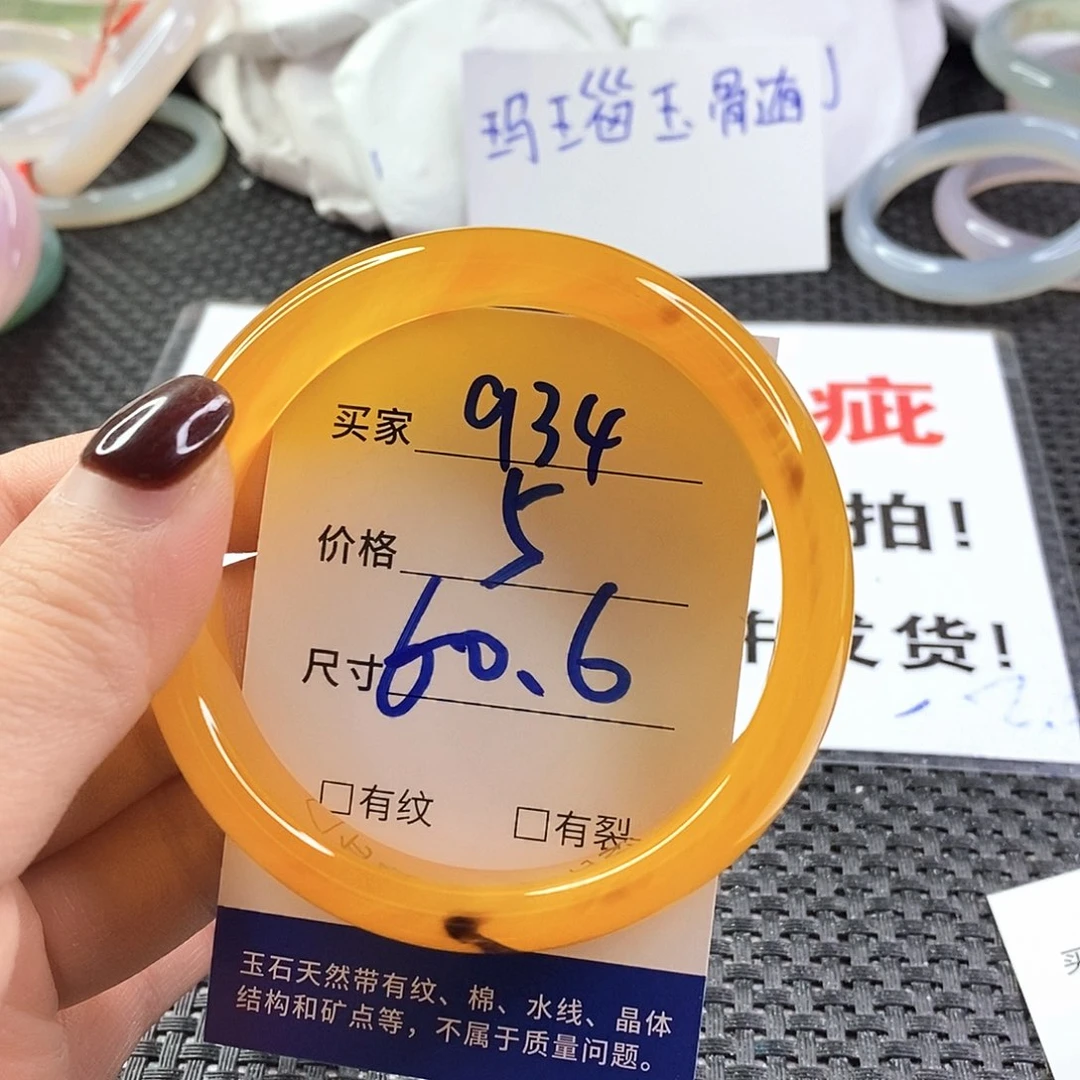 玛瑙玉骨髓
买家 934
价格 5
尺寸 60.6
□有纹 □有裂
玉石天然带有纹、棉、水线、晶体
结构和矿点等，不属于质量问题。
疵
拍！
发货！